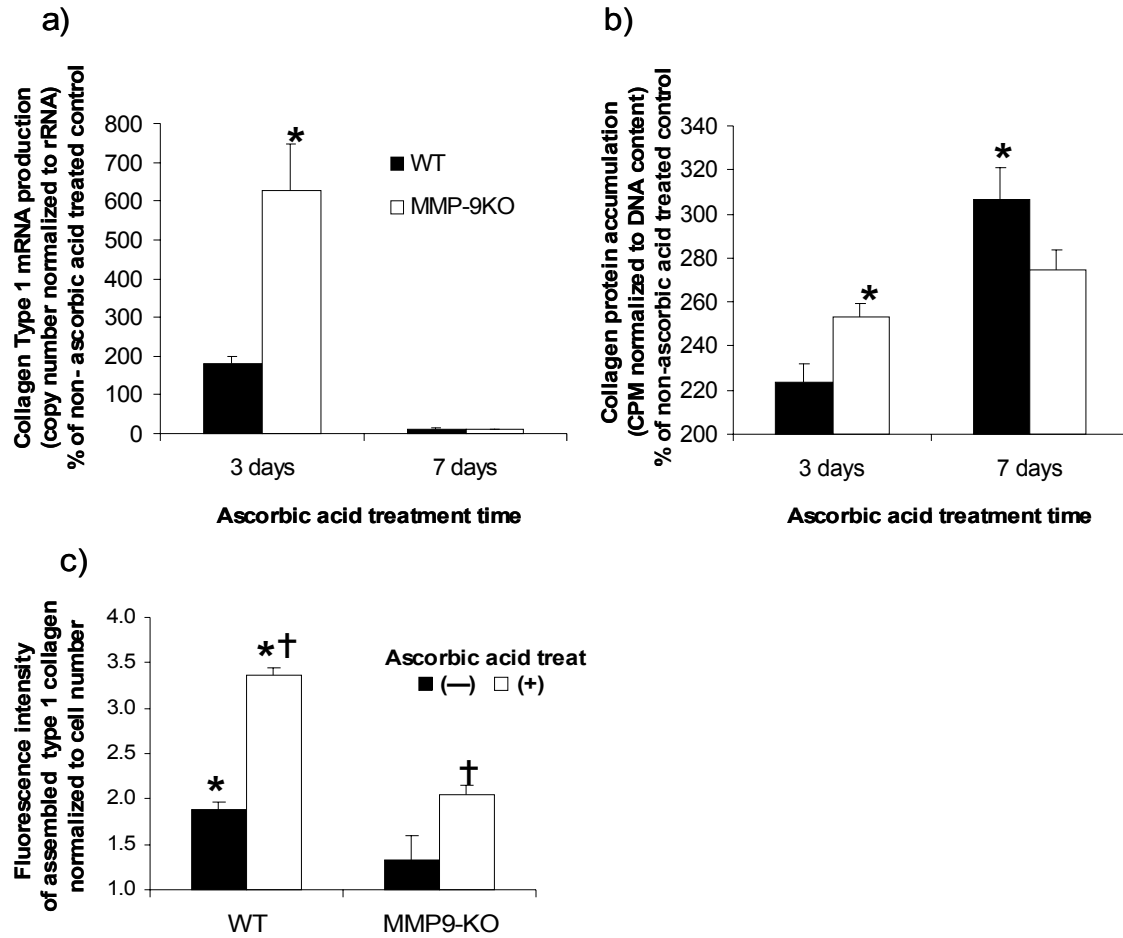 a)
Collagen Type 1 mRNA production
(copy number normalized to rRNA)
% of non- ascorbic acid treated control
800
700
600
500
400
300
200
100
0
*
WT
MMP-9KO
3 days
7 days
Ascorbic acid treatment time
b)
Collagen protein accumulation
(CPM normalized to DNA content)
% of non-ascorbic acid treated control
340
320
300
280
260
240
220
200
*
*
3 days
7 days
Ascorbic acid treatment time
c)
Fluorescence intensity
of assembled type 1 collagen
normalized to cell number
4.0
3.5
3.0
2.5
2.0
1.5
1.0
*
*†
†
Ascorbic acid treat
(—) (+)
WT
MMP9-KO